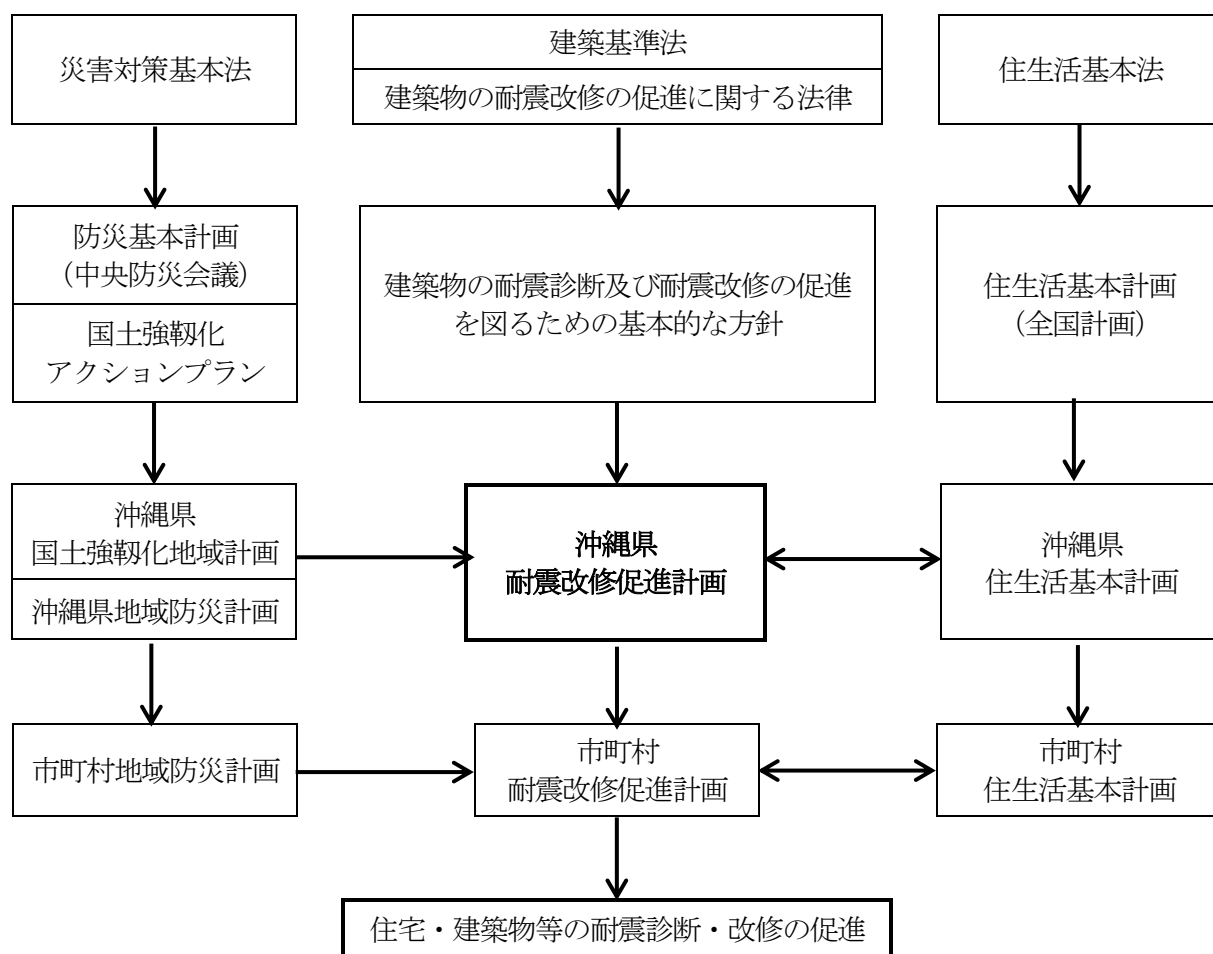 災害対策基本法
建築基準法
建築物の耐震改修の促進に関する法律
住生活基本法
防災基本計画
（中央防災会議）
国土強靱化
アクションプラン
建築物の耐震診断及び耐震改修の促進
を図るための基本的な方針
住生活基本計画
（全国計画）
沖縄県
国土強靱化地域計画
沖縄県地域防災計画
沖縄県
耐震改修促進計画
沖縄県
住生活基本計画
市町村地域防災計画
市町村
耐震改修促進計画
市町村
住生活基本計画
住宅・建築物等の耐震診断・改修の促進